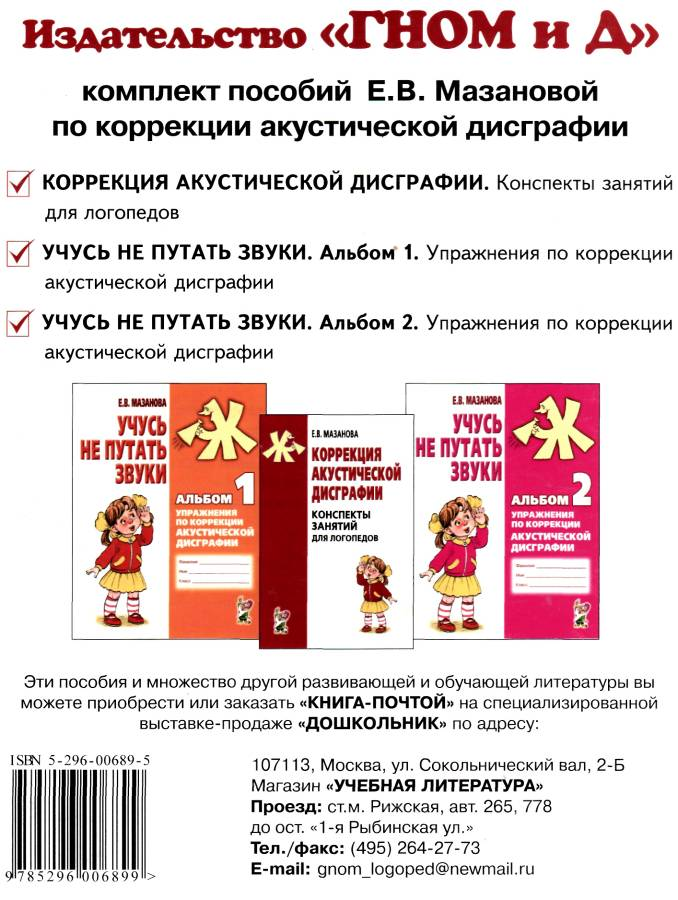 Издательство «ГНОМ и Д»
комплект пособий Е.В. Мазановой
по коррекции акустической дисграфии
КОРРЕКЦИЯ АКУСТИЧЕСКОЙ ДИСГРАФИИ. Конспекты занятий
для логопедов
УЧУСЬ НЕ ПУТАТЬ ЗВУКИ. Альбом 1. Упражнения по коррекции
акустической дисграфии
УЧУСЬ НЕ ПУТАТЬ ЗВУКИ. Альбом 2. Упражнения по коррекции
акустической дисграфии
Е.В. МАЗАНОВА
УЧУСЬ
НЕ ПУТАТЬ
ЗВУКИ
Ж
АЛЬБОМ 1
УПРАЖНЕНИЯ
ПО КОРРЕКЦИИ
АКУСТИЧЕСКОЙ
ДИСГРАФИИ
Фамилия
Имя
Класс
Ж
Е.В. МАЗАНОВА
КОРРЕКЦИЯ
АКУСТИЧЕСКОЙ
ДИСГРАФИИ
КОНСПЕКТЫ
ЗАНЯТИЙ
ДЛЯ ЛОГОПЕДОВ
Е.В. МАЗАНОВА
УЧУСЬ
НЕ ПУТАТЬ
ЗВУКИ
Ж
АЛЬБОМ 2
УПРАЖНЕНИЯ
ПО КОРРЕКЦИИ
АКУСТИЧЕСКОЙ
ДИСГРАФИИ
Фамилия
Имя
Класс
Эти пособия и множество другой развивающей и обучающей литературы вы
можете приобрести или заказать «КНИГА-ПОЧТОЙ» на специализированной
выставке-продаже «ДОШКОЛЬНИК» по адресу:
ISBN 5-296-00689-5
9 785296 006899 >
107113, Москва, ул. Сокольнический вал, 2-Б
Магазин «УЧЕБНАЯ ЛИТЕРАТУРА»
Проезд: ст.м. Рижская, авт. 265, 778
до ост. «1-я Рыбинская ул.»
Тел./факс: (495) 264-27-73
E-mail: gnom_logoped@newmail.ru